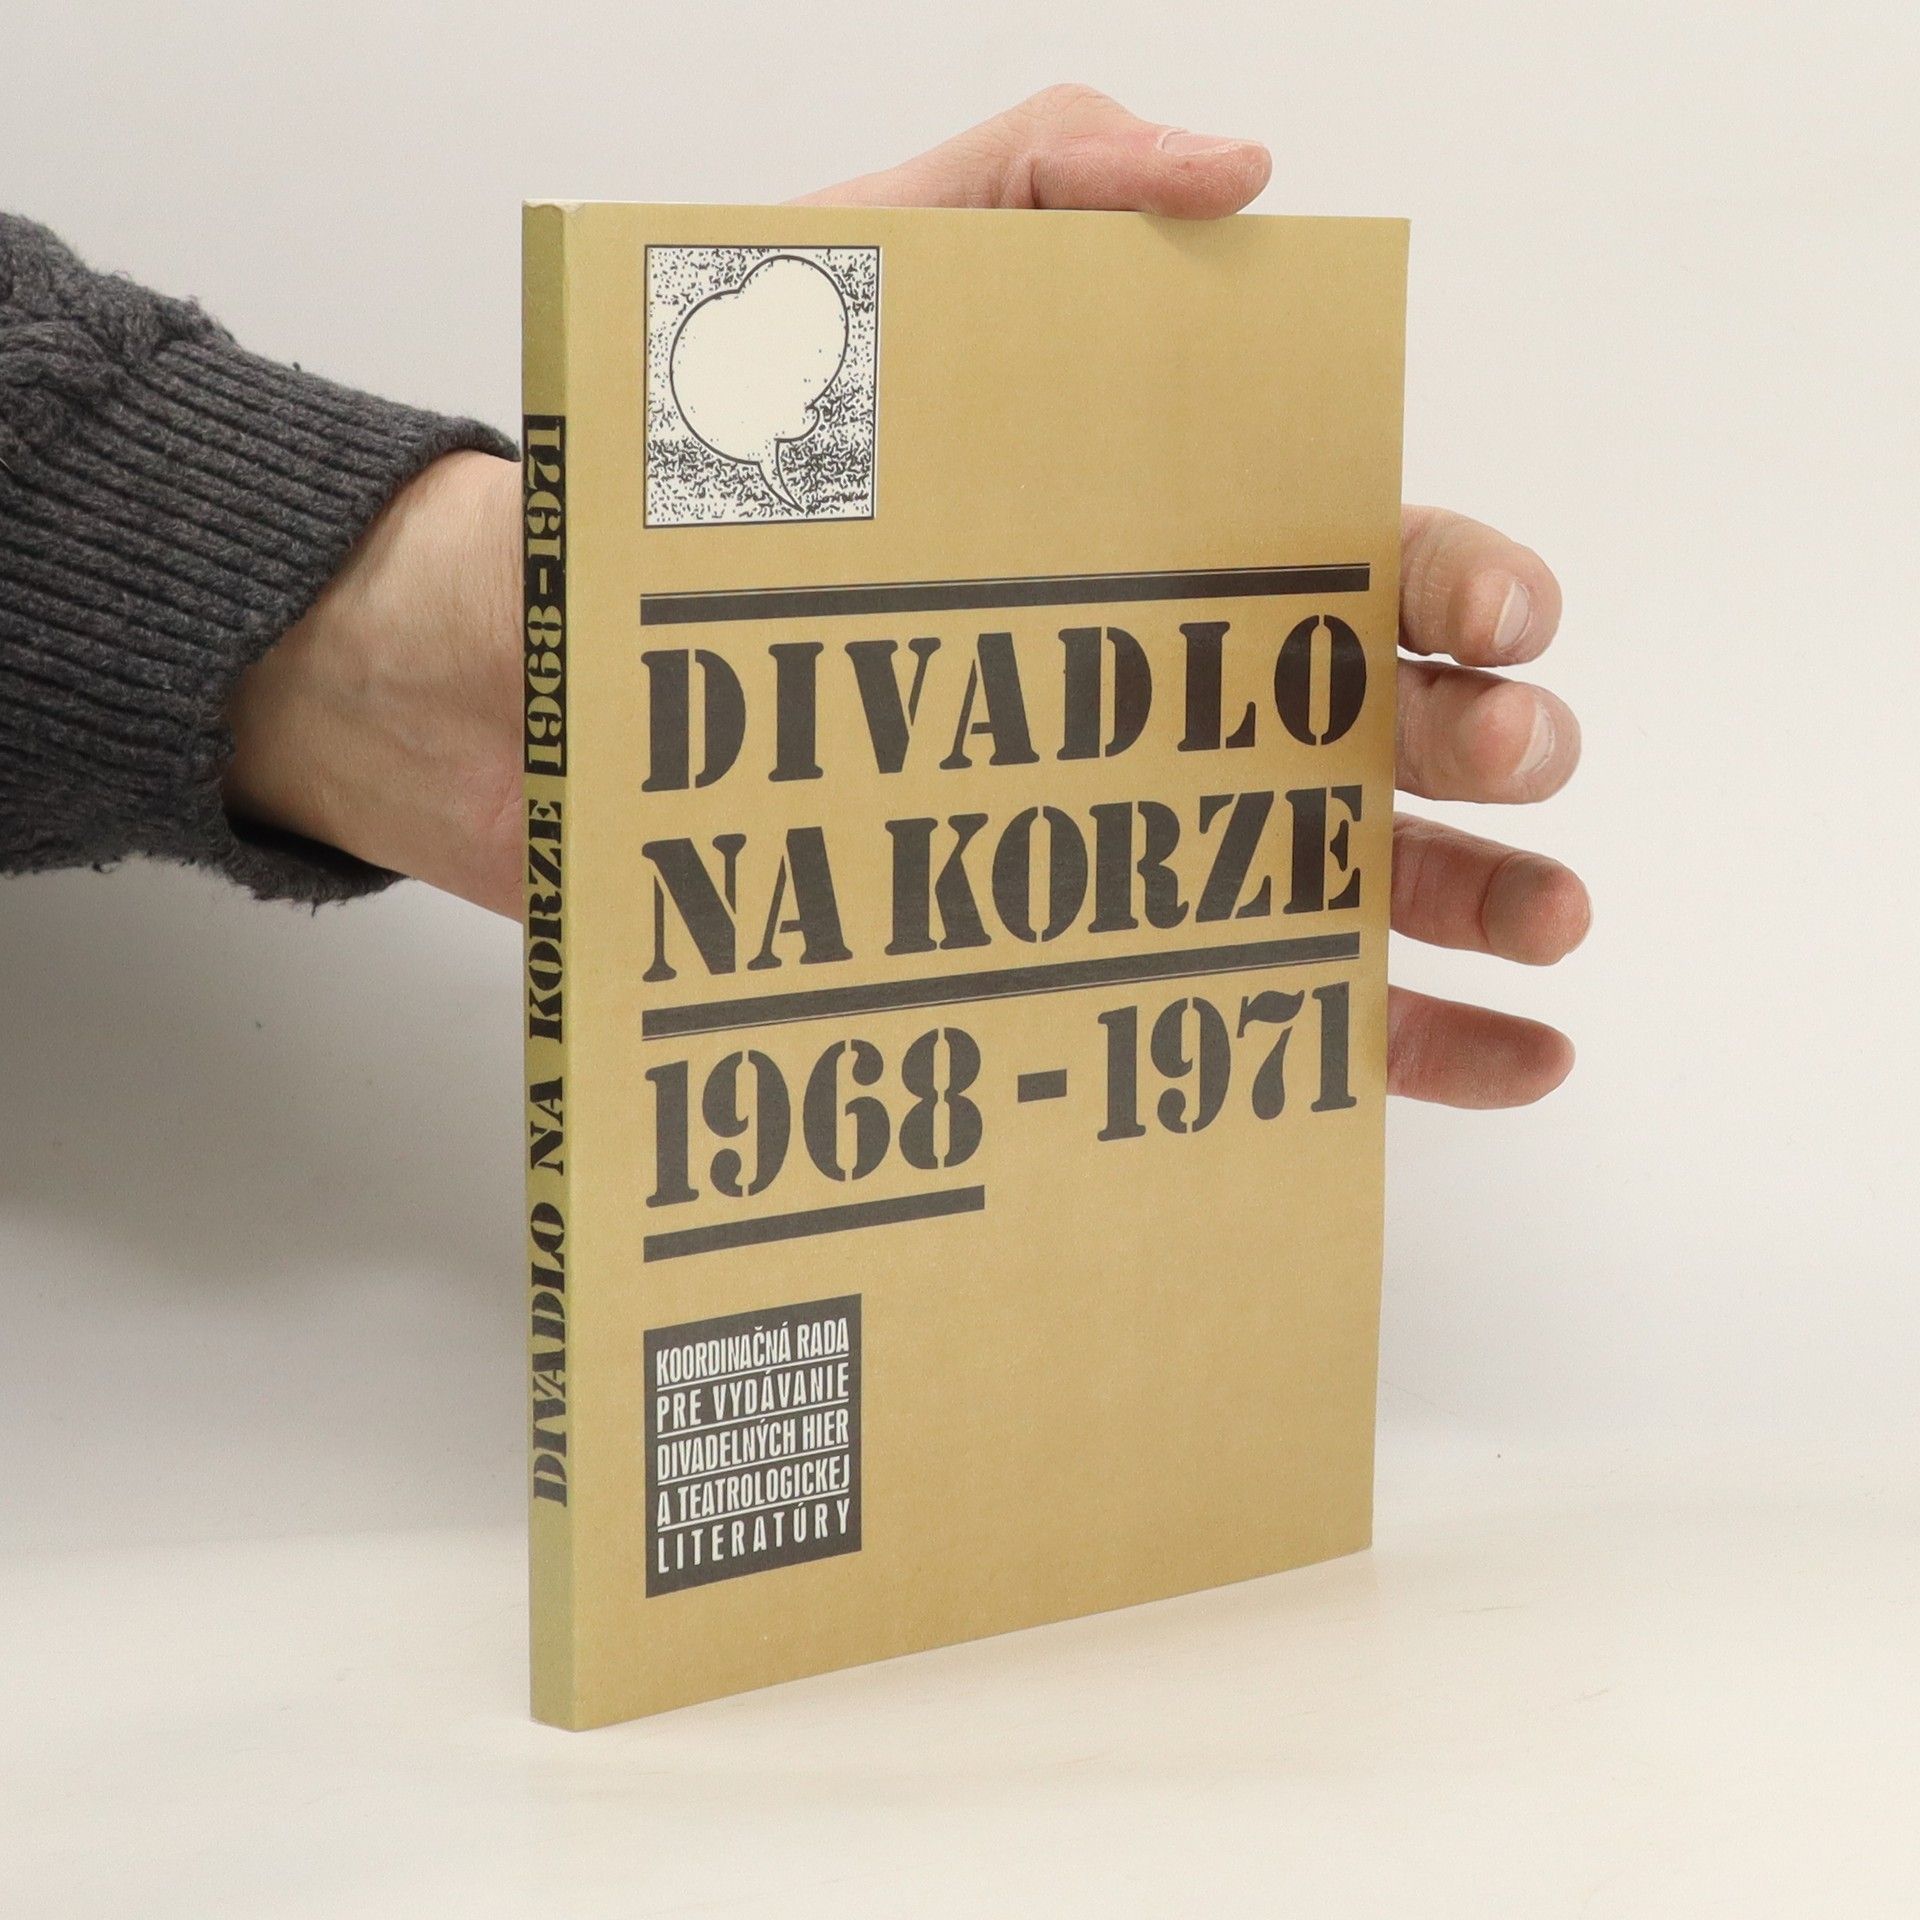 DIVADLO NA KORZE 1968-1971
DIVADLO
NA KORZE
1968-1971
KOORDINAČNÁ RADA
PRE VYDÁVANIE
DIVADELNÝCH HIER
A TEATROLOGICKEJ
LITERATÚRY